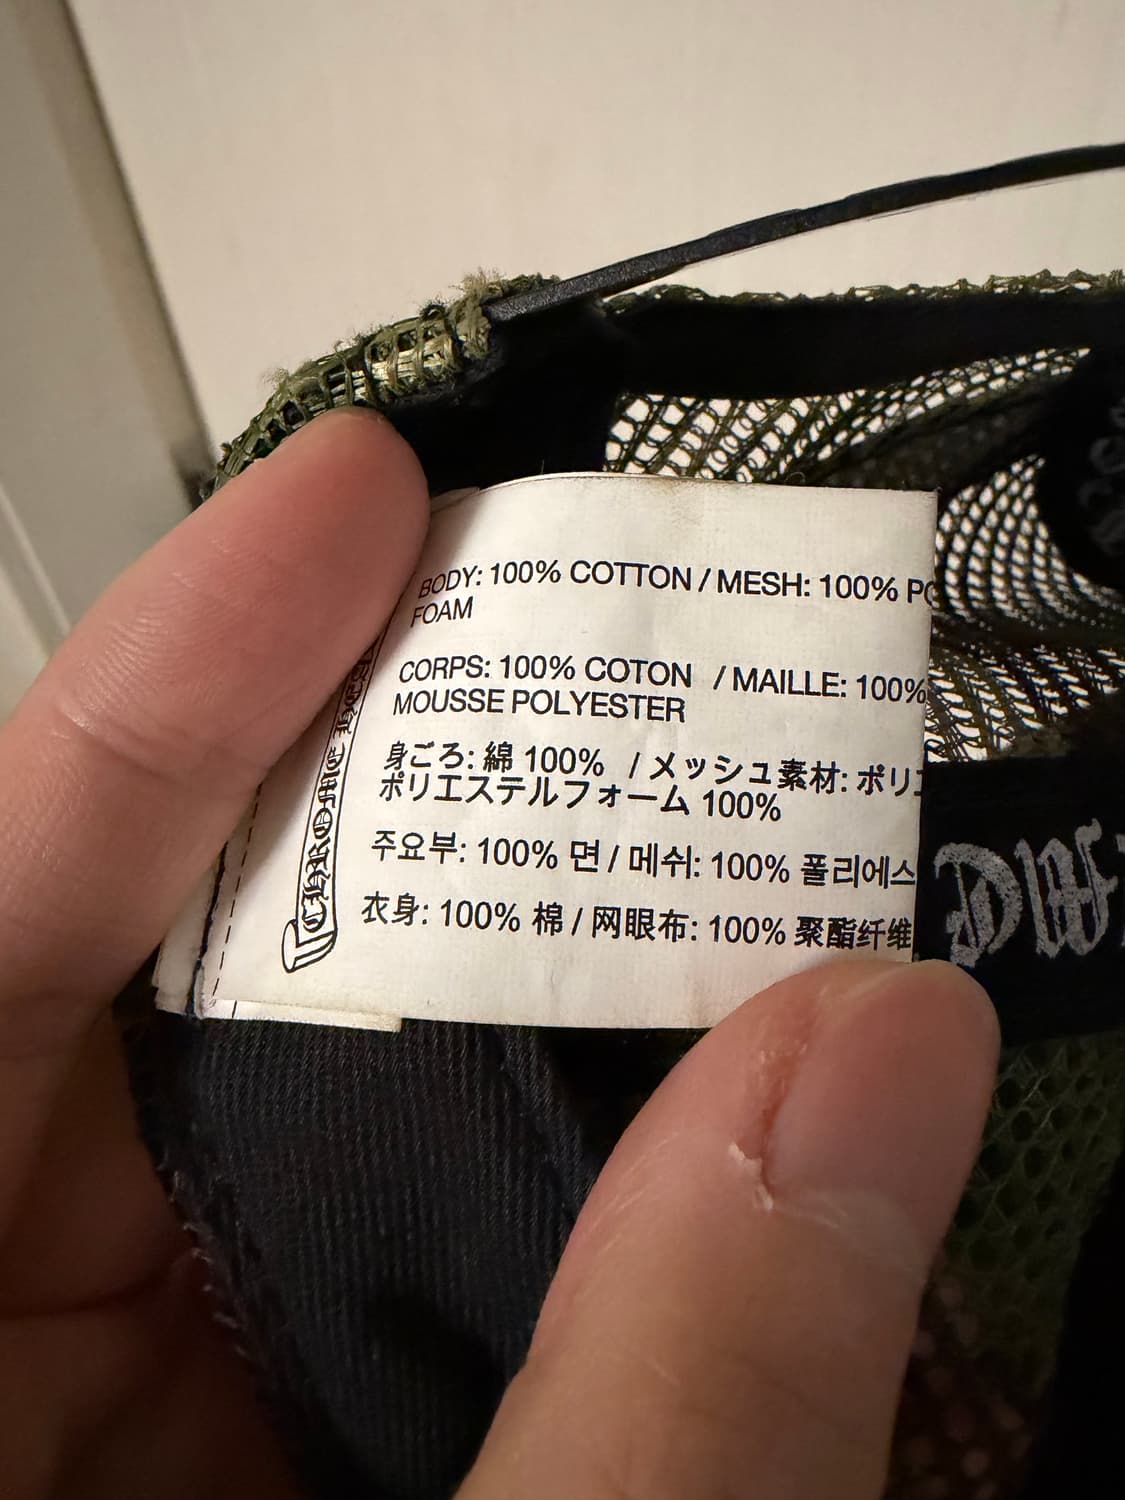 BODY: 100% COTTON / MESH: 100%
FOAM
CORPS: 100% COTON / MAILLE: 100%
MOUSSE POLYESTER
身ごろ: 綿 100% / メッシュ素材: ポリ
ポリエステルフォーム 100%
주요부: 100% 면 / 메쉬: 100% 폴리에스
衣身: 100% 棉 / 网眼布: 100% 聚酯纤维
CHROME